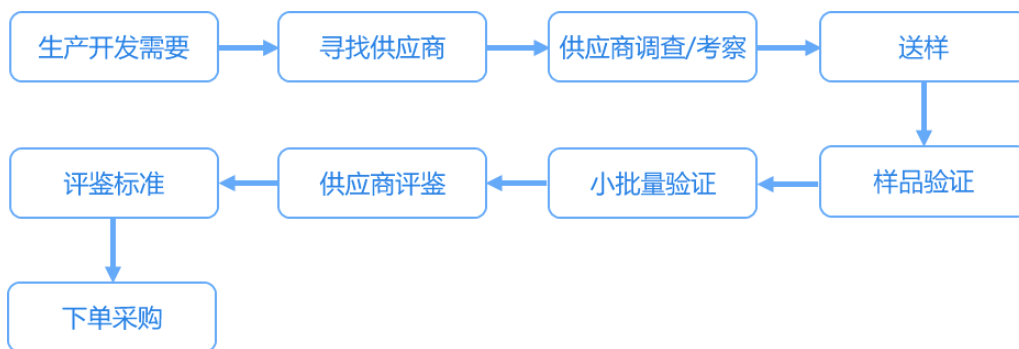 生产开发需要
寻找供应商
供应商调查/考察
送样
样品验证
小批量验证
供应商评鉴
评鉴标准
下单采购